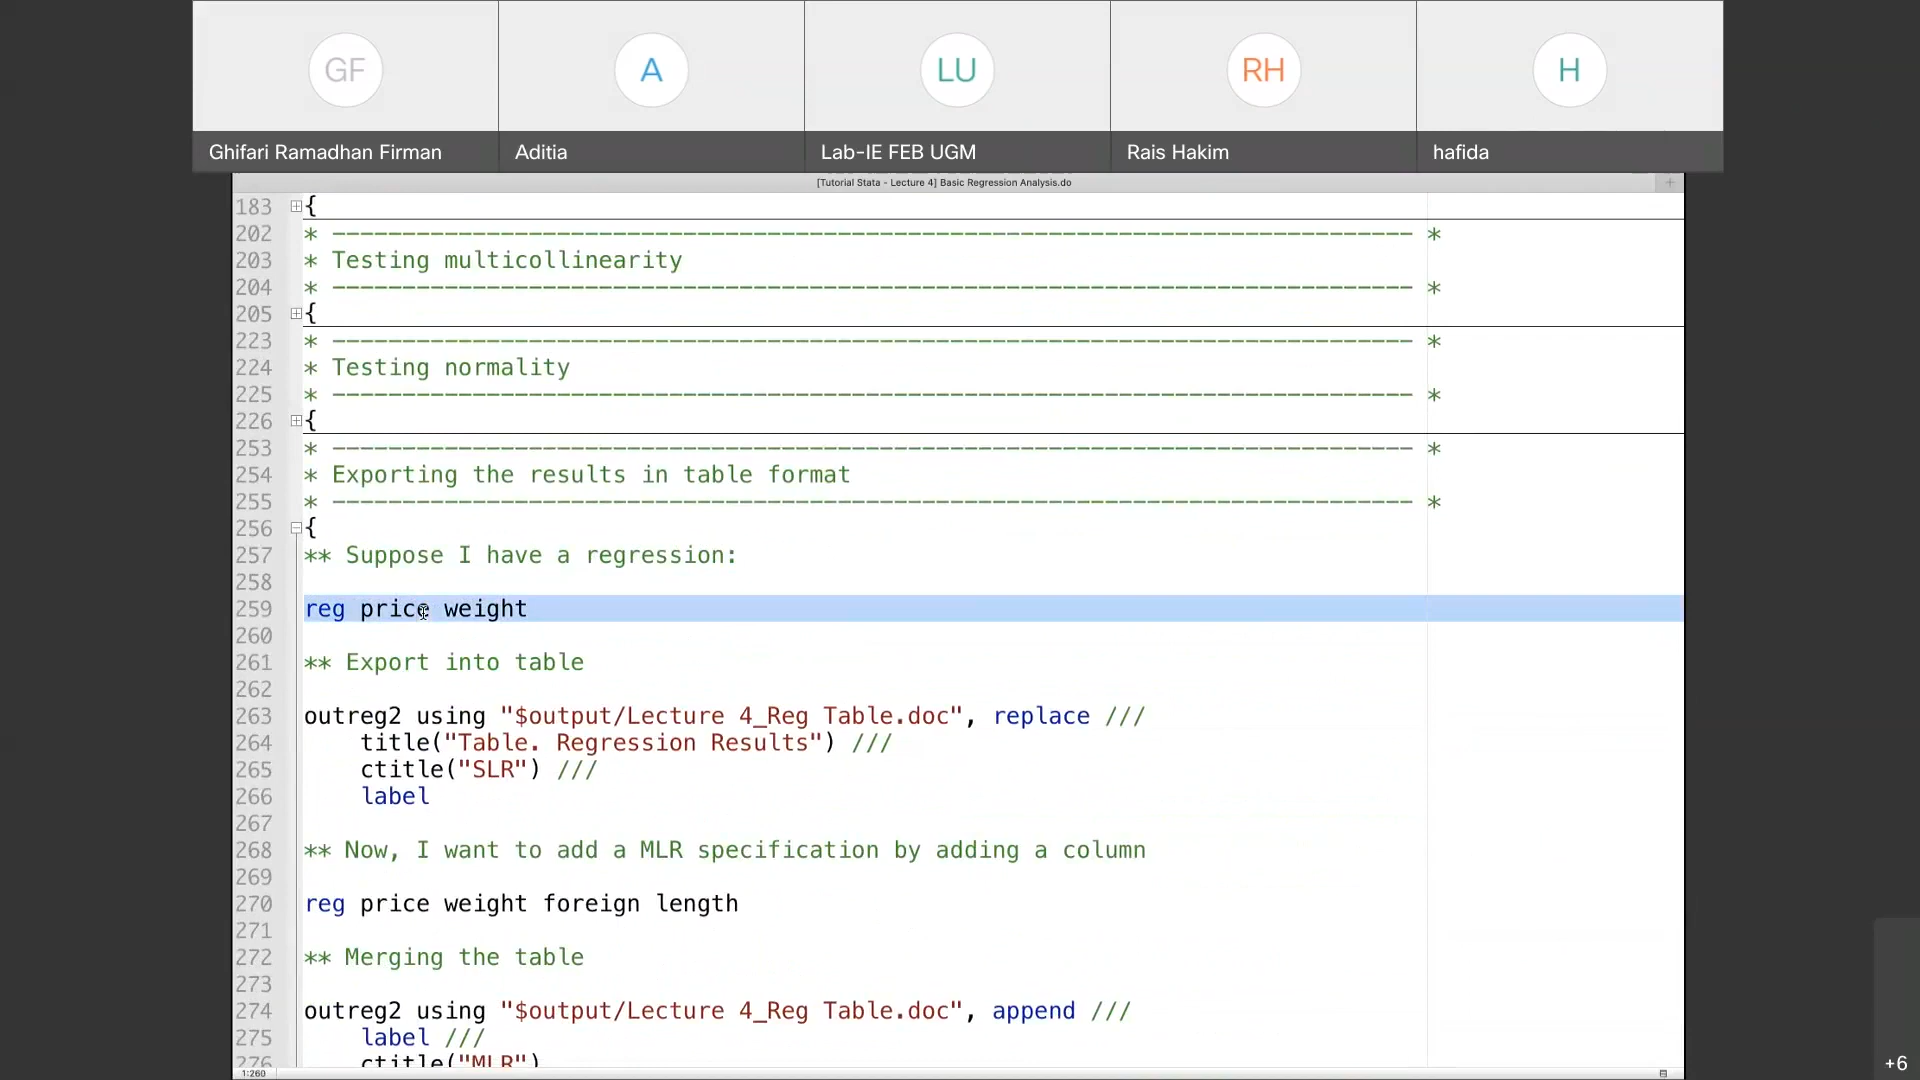 GF
A
LU
RH
H
Ghifari Ramadhan Firman
Aditia
Lab-IE FEB UGM
Rais Hakim
hafida
[Tutorial Stata - Lecture 4] Basic Regression Analysis.do
183 {
202 * ----------------------------------------------------------------------------- *
203 * Testing multicollinearity
204 * ----------------------------------------------------------------------------- *
205 {
223 * ----------------------------------------------------------------------------- *
224 * Testing normality
225 * ----------------------------------------------------------------------------- *
226 {
253 * ----------------------------------------------------------------------------- *
254 * Exporting the results in table format
255 * ----------------------------------------------------------------------------- *
256 {
257 ** Suppose I have a regression:
258
259 reg price weight
260
261 ** Export into table
262
263 outreg2 using "$output/Lecture 4_Reg Table.doc", replace ///
264 title("Table. Regression Results") ///
265 ctitle("SLR") ///
266 label
267
268 ** Now, I want to add a MLR specification by adding a column
269
270 reg price weight foreign length
271
272 ** Merging the table
273
274 outreg2 using "$output/Lecture 4_Reg Table.doc", append ///
275 label ///
276 ctitle("MLR")
1:260
+6